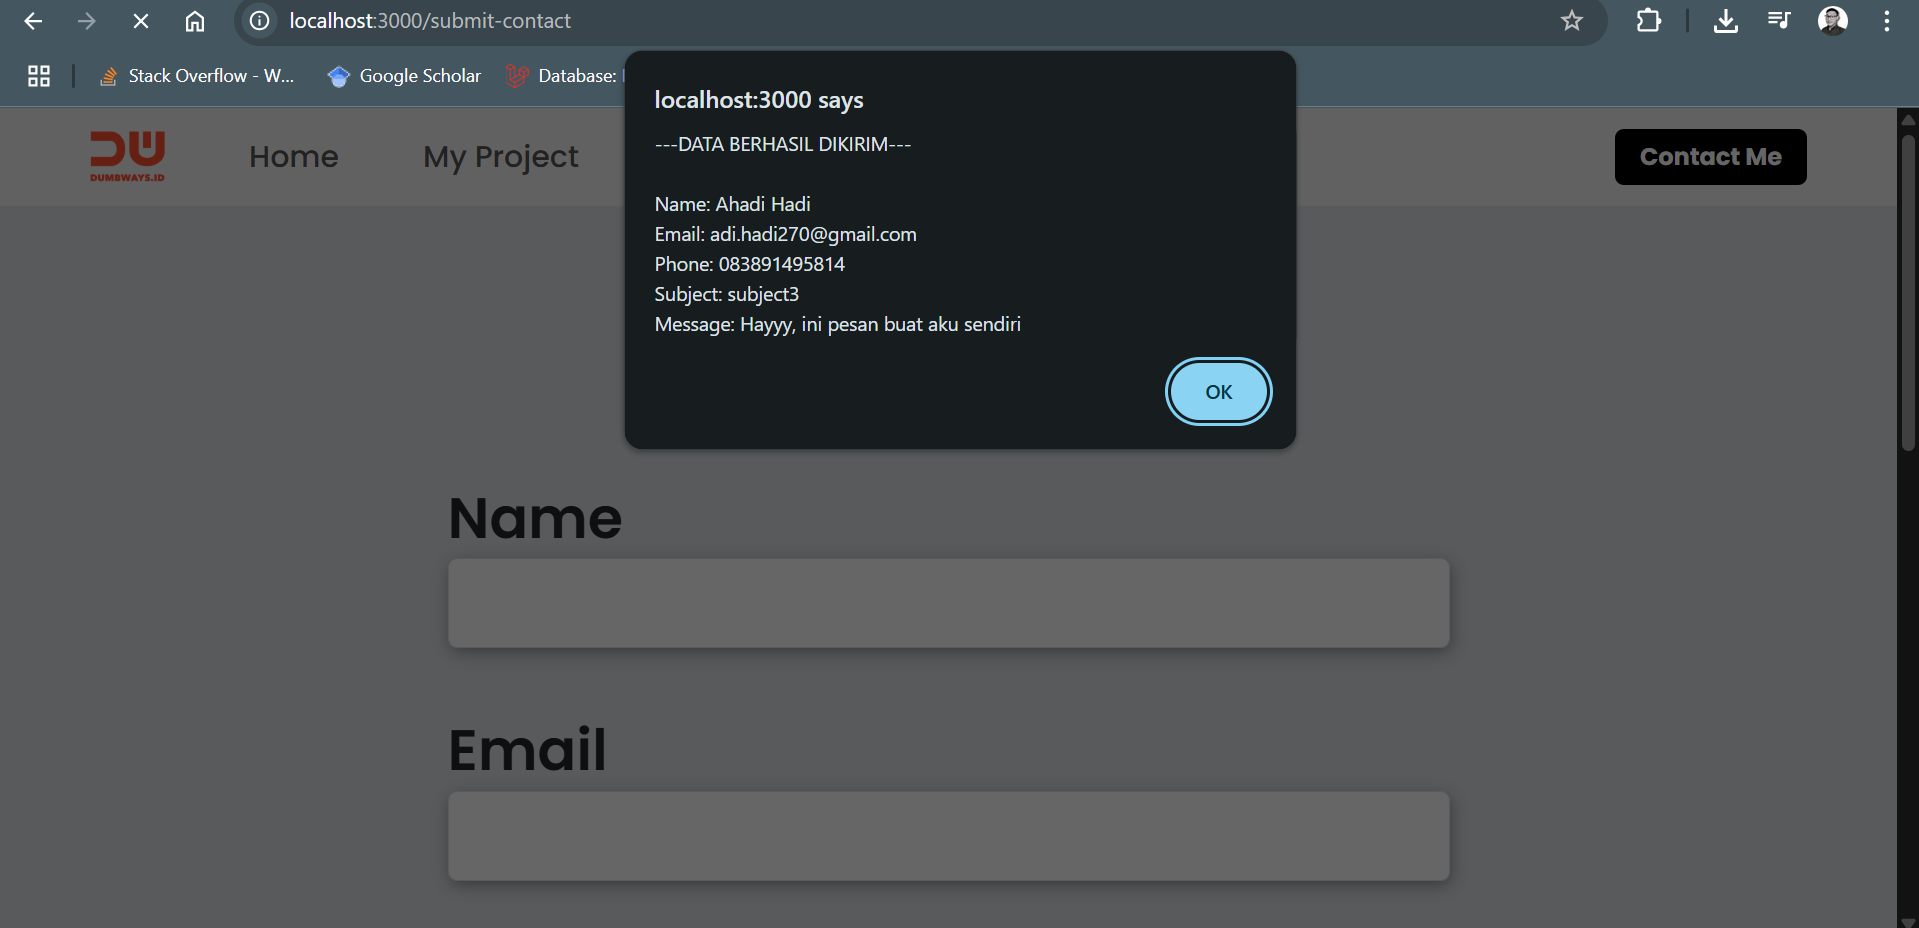 localhost:3000/submit-contact
Stack Overflow - W...
Google Scholar
Database:
localhost:3000 says
---DATA BERHASIL DIKIRIM---
Name: Ahadi Hadi
Email: adi.hadi270@gmail.com
Phone: 083891495814
Subject: subject3
Message: Hayyy, ini pesan buat aku sendiri
OK
DW
DUMBWAYS.ID
Home
My Project
Contact Me
Name
Email